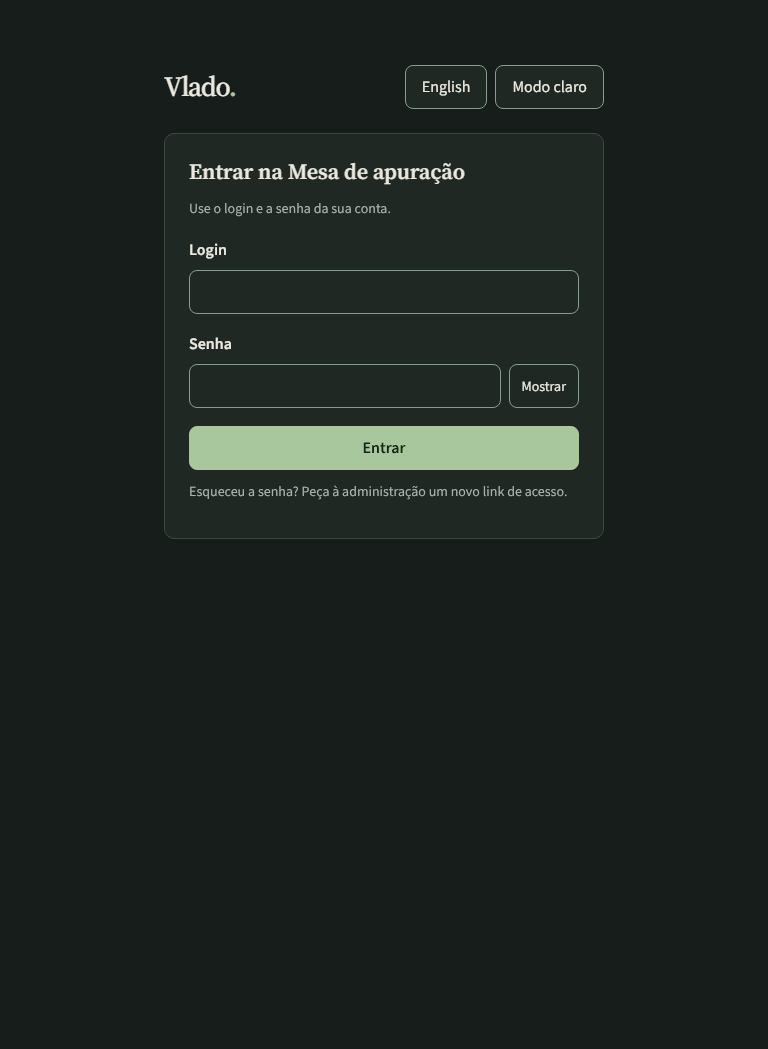 Vlado.
English
Modo claro
Entrar na Mesa de apuração
Use o login e a senha da sua conta.
Login
Senha
Mostrar
Entrar
Esqueceu a senha? Peça à administração um novo link de acesso.